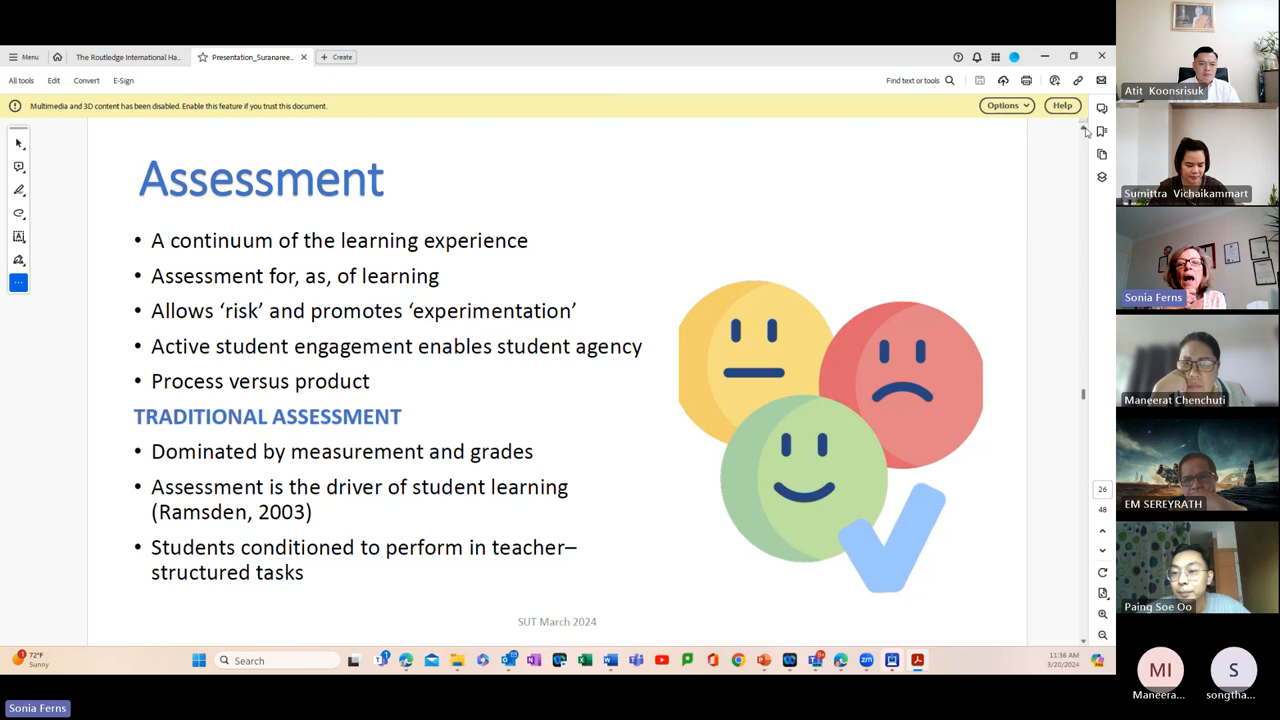 Menu
The Routledge International Ha...
Presentation_Suranaree...
Create
All tools Edit Convert E-Sign
Find text or tools
Multimedia and 3D content has been disabled. Enable this feature if you trust this document.
Options
Help
Assessment
• A continuum of the learning experience
• Assessment for, as, of learning
• Allows ‘risk’ and promotes ‘experimentation’
• Active student engagement enables student agency
• Process versus product
TRADITIONAL ASSESSMENT
• Dominated by measurement and grades
• Assessment is the driver of student learning
(Ramsden, 2003)
• Students conditioned to perform in teacher–
structured tasks
SUT March 2024
26
48
72°F
Sunny
Search
11:36 AM
3/20/2024
Sonia Ferns
Atit Koonsrisuk
Sumittra Vichaikammart
Sonia Ferns
Maneerat Chenchuti
EM SEREYRATH
Paing Soe Oo
MI
Maneera...
S
songtha...